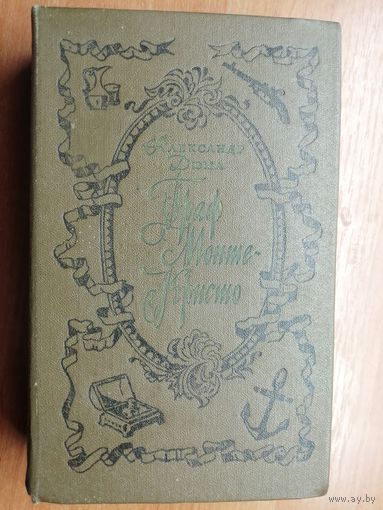 Александр
Дюма
Граф
Монте-
Кристо
www.ay.by